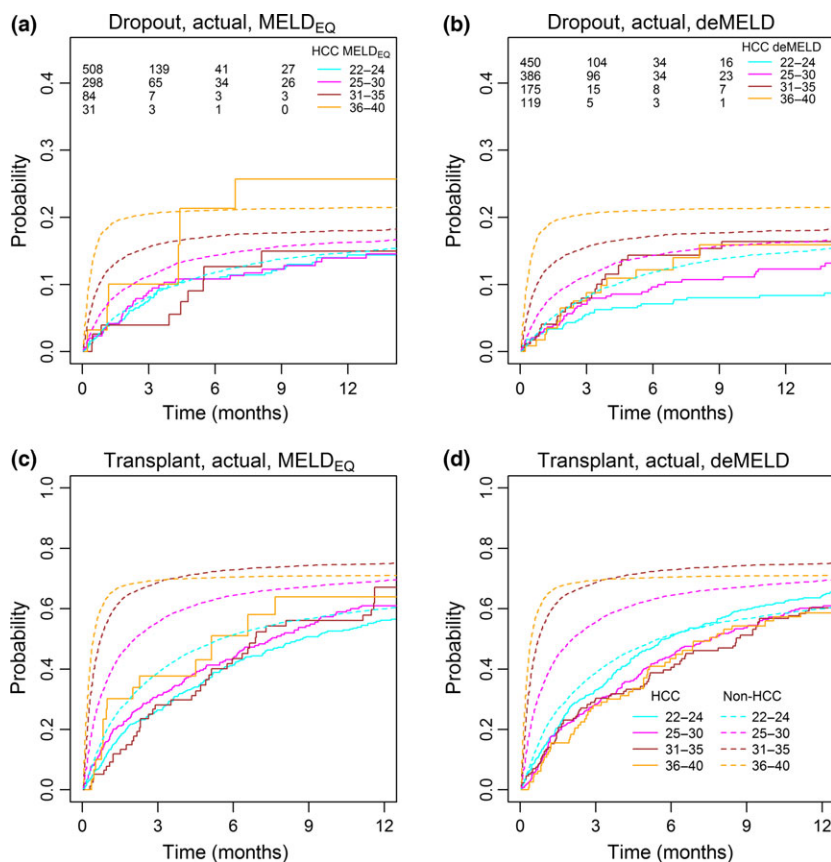 (a) Dropout, actual, MELDEQ
HCC MELDEQ
508 139 41 27 22–24
298 65 34 26 25–30
84 7 3 3 31–35
31 3 1 0 36–40
0.4
0.3
0.2
0.1
0.0
Probability
0 3 6 9 12
Time (months)
(b) Dropout, actual, deMELD
HCC deMELD
450 104 34 16 22–24
386 96 34 23 25–30
175 15 8 7 31–35
119 5 3 1 36–40
0.4
0.3
0.2
0.1
0.0
Probability
0 3 6 9 12
Time (months)
(c) Transplant, actual, MELDEQ
1.0
0.8
0.6
0.4
0.2
0.0
Probability
0 3 6 9 12
Time (months)
(d) Transplant, actual, deMELD
1.0
0.8
0.6
0.4
0.2
0.0
Probability
HCC Non-HCC
22–24 22–24
25–30 25–30
31–35 31–35
36–40 36–40
0 3 6 9 12
Time (months)